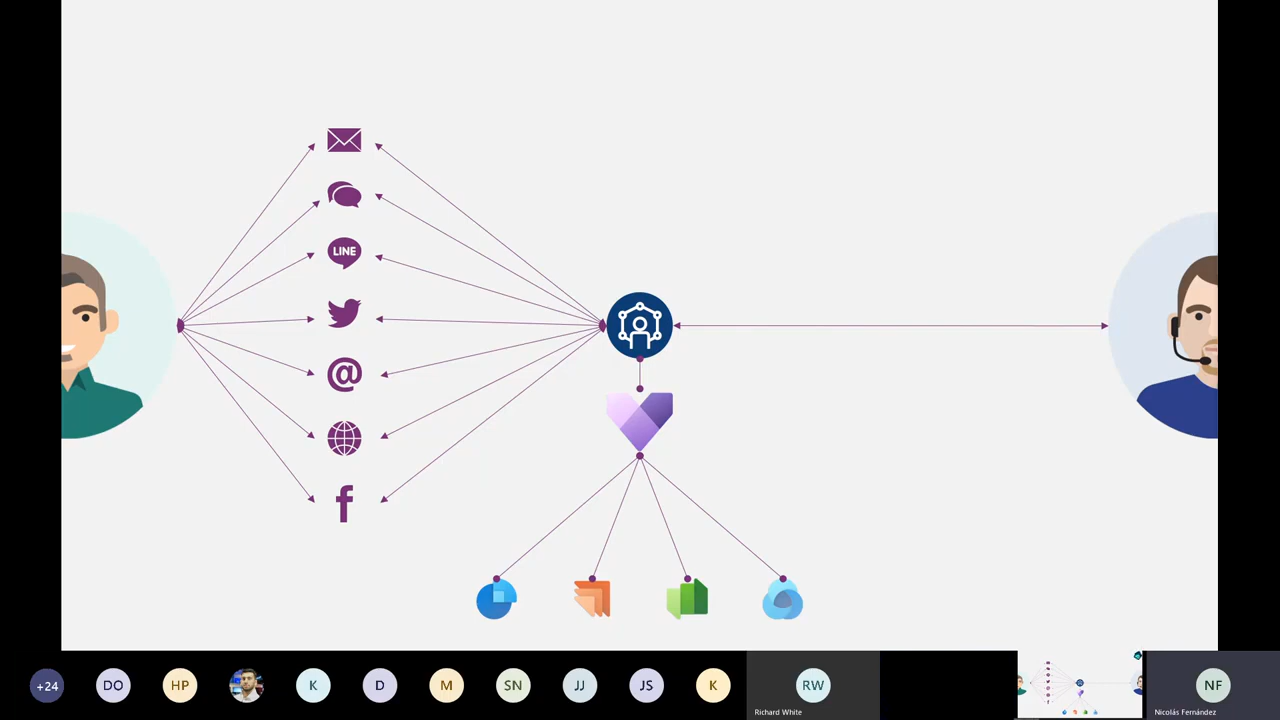 LINE
@
f
+24
DO
HP
K
D
M
SN
JJ
JS
K
RW
Richard White
NF
Nicolás Fernández